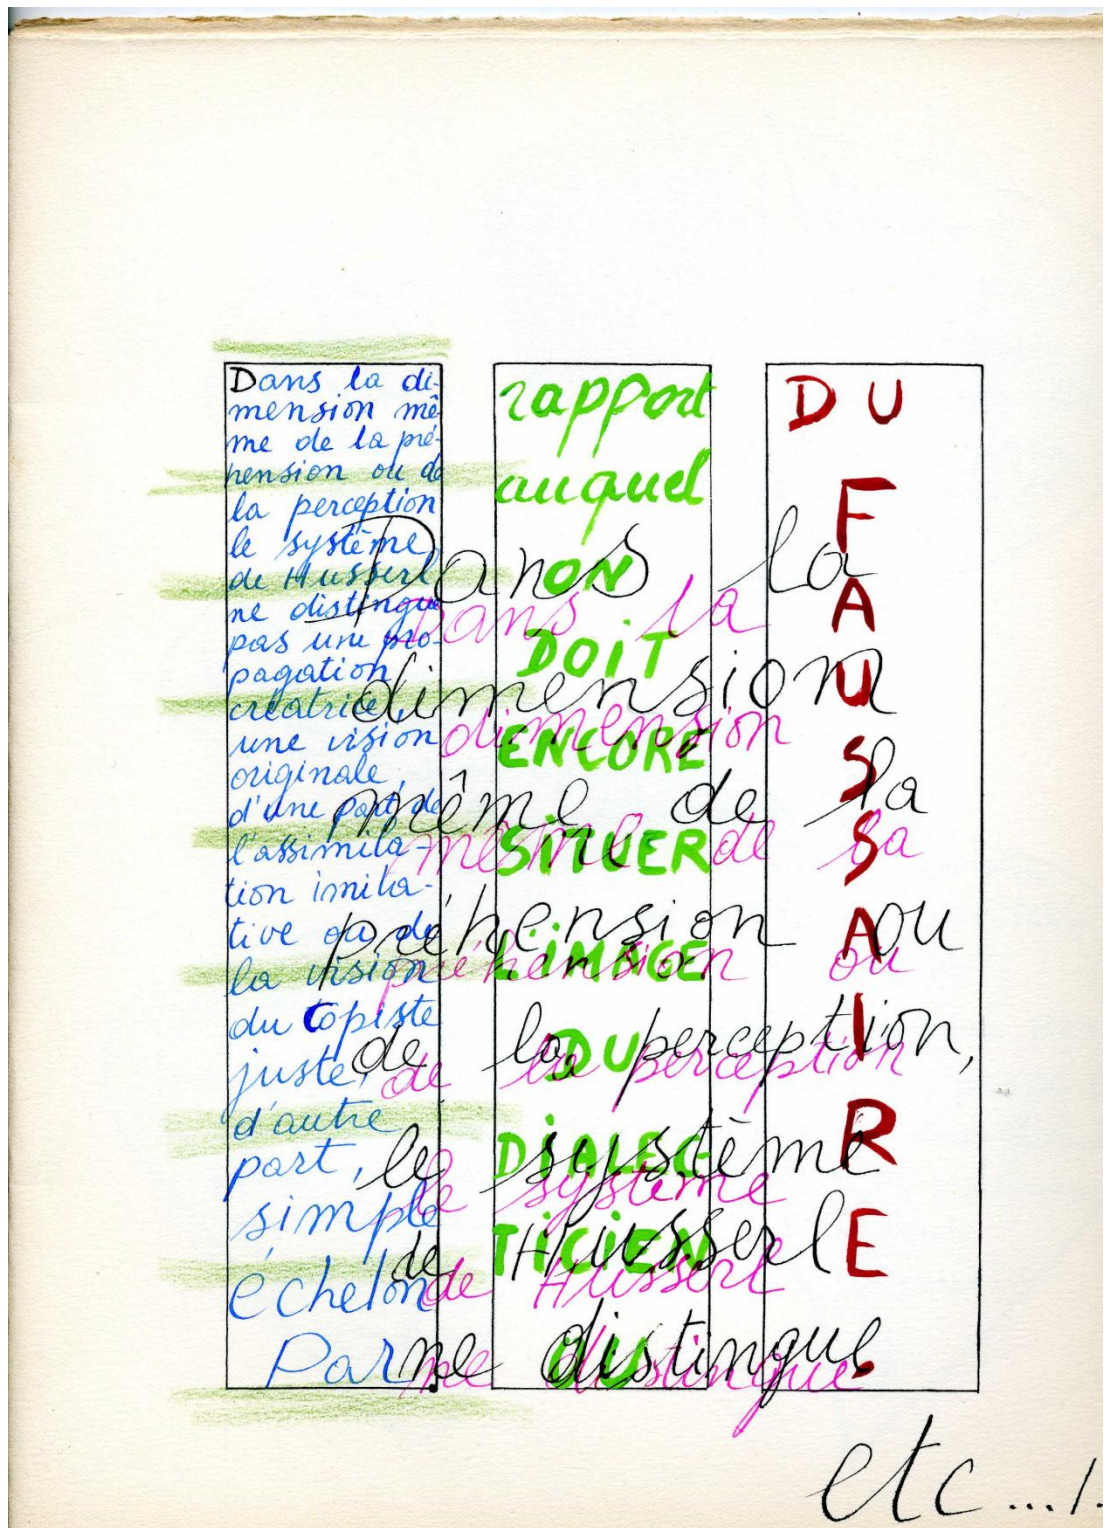 Dans la di-
mension mê-
me de la pré-
hension ou de
la perception
le système
de Husserl
ne distingue
pas une pro-
pagation
créatrice,
une vision
originale,
d'une part de
l'assimila-
tion imita-
tive ou de
la vision
du Copiste
juste,
d'autre
part,
simple
échelon
Par
rapport
auquel
ON
DOIT
ENCORE
SITUER
L'IMAGE
DU
DIALEC
TICIEN
OU
DU
F
A
U
S
S
A
I
R
E.
Dans la
dimension
même de la
préhension ou
de la perception,
le système
de Husserl
ne distingue
Dans la
dimension
même de la
préhension ou
de la perception
le système
de Husserl
ne distingue
etc .../.